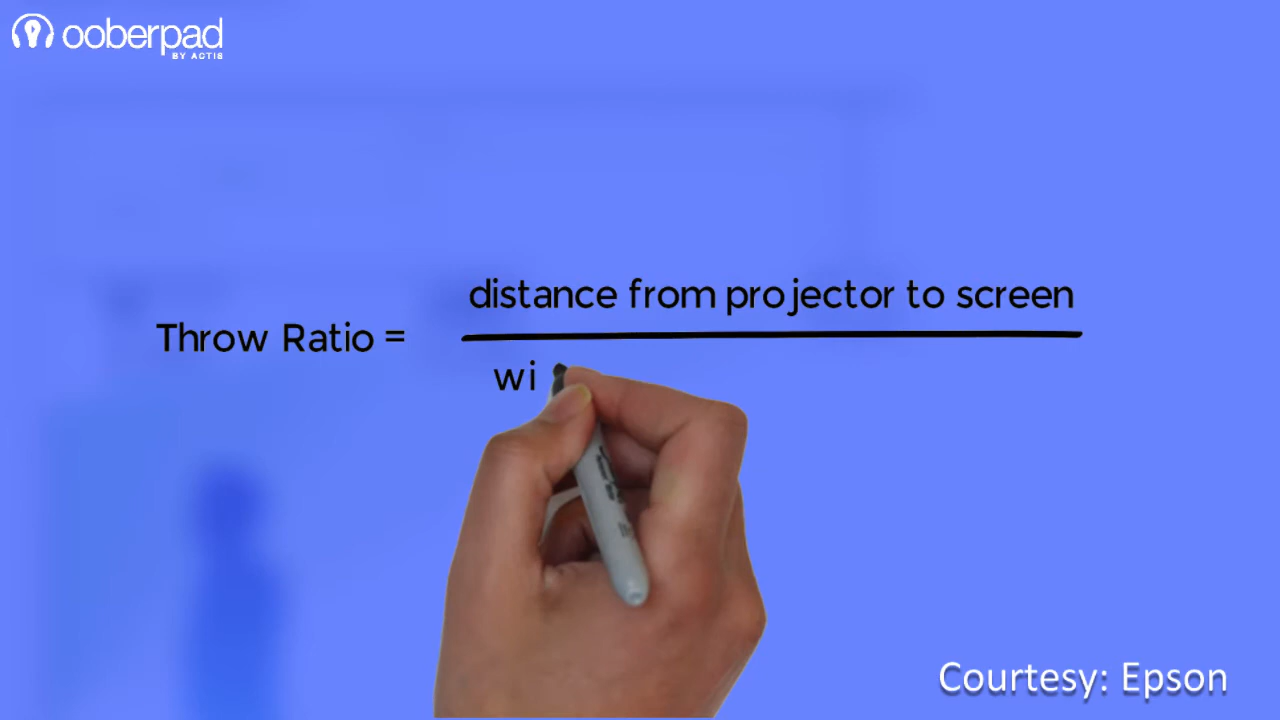 ooberpad
BY ACTIS
distance from projector to screen
Throw Ratio =
wi
Courtesy: Epson